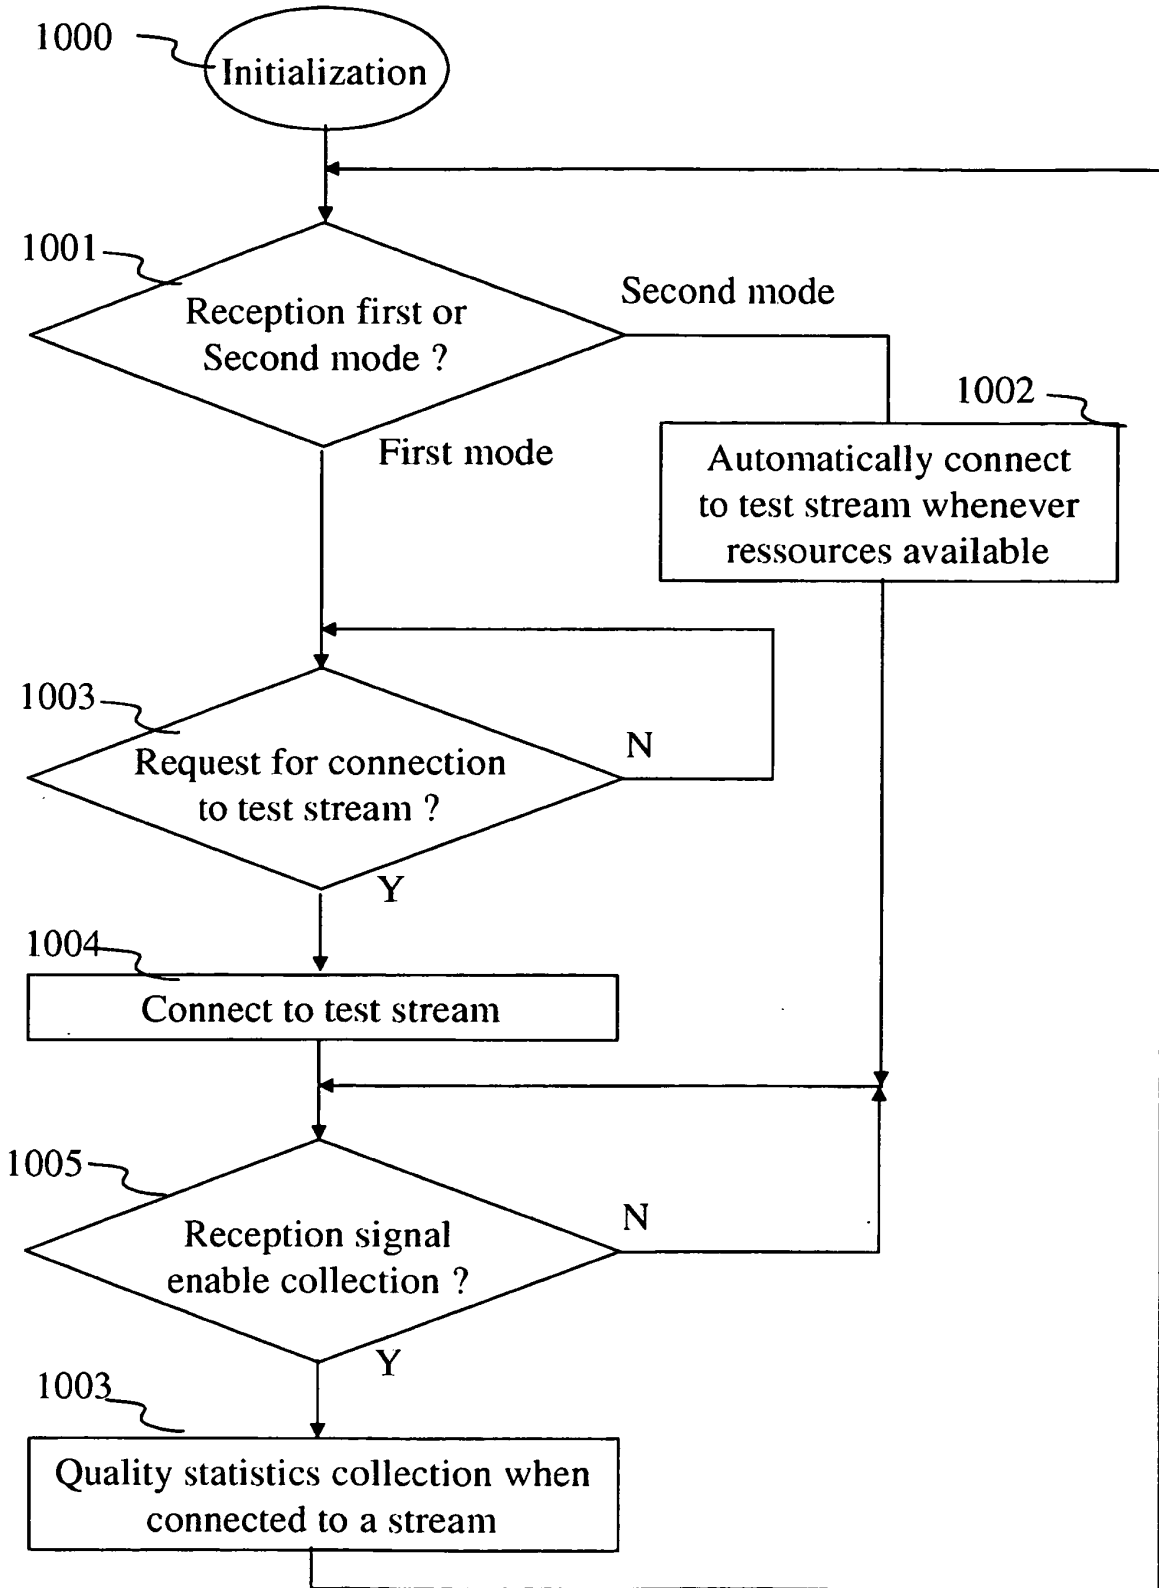 1000
Initialization
1001
Reception first or
Second mode ?
Second mode
First mode
1002
Automatically connect
to test stream whenever
ressources available
1003
Request for connection
to test stream ?
N
Y
1004
Connect to test stream
1005
Reception signal
enable collection ?
N
Y
1003
Quality statistics collection when
connected to a stream